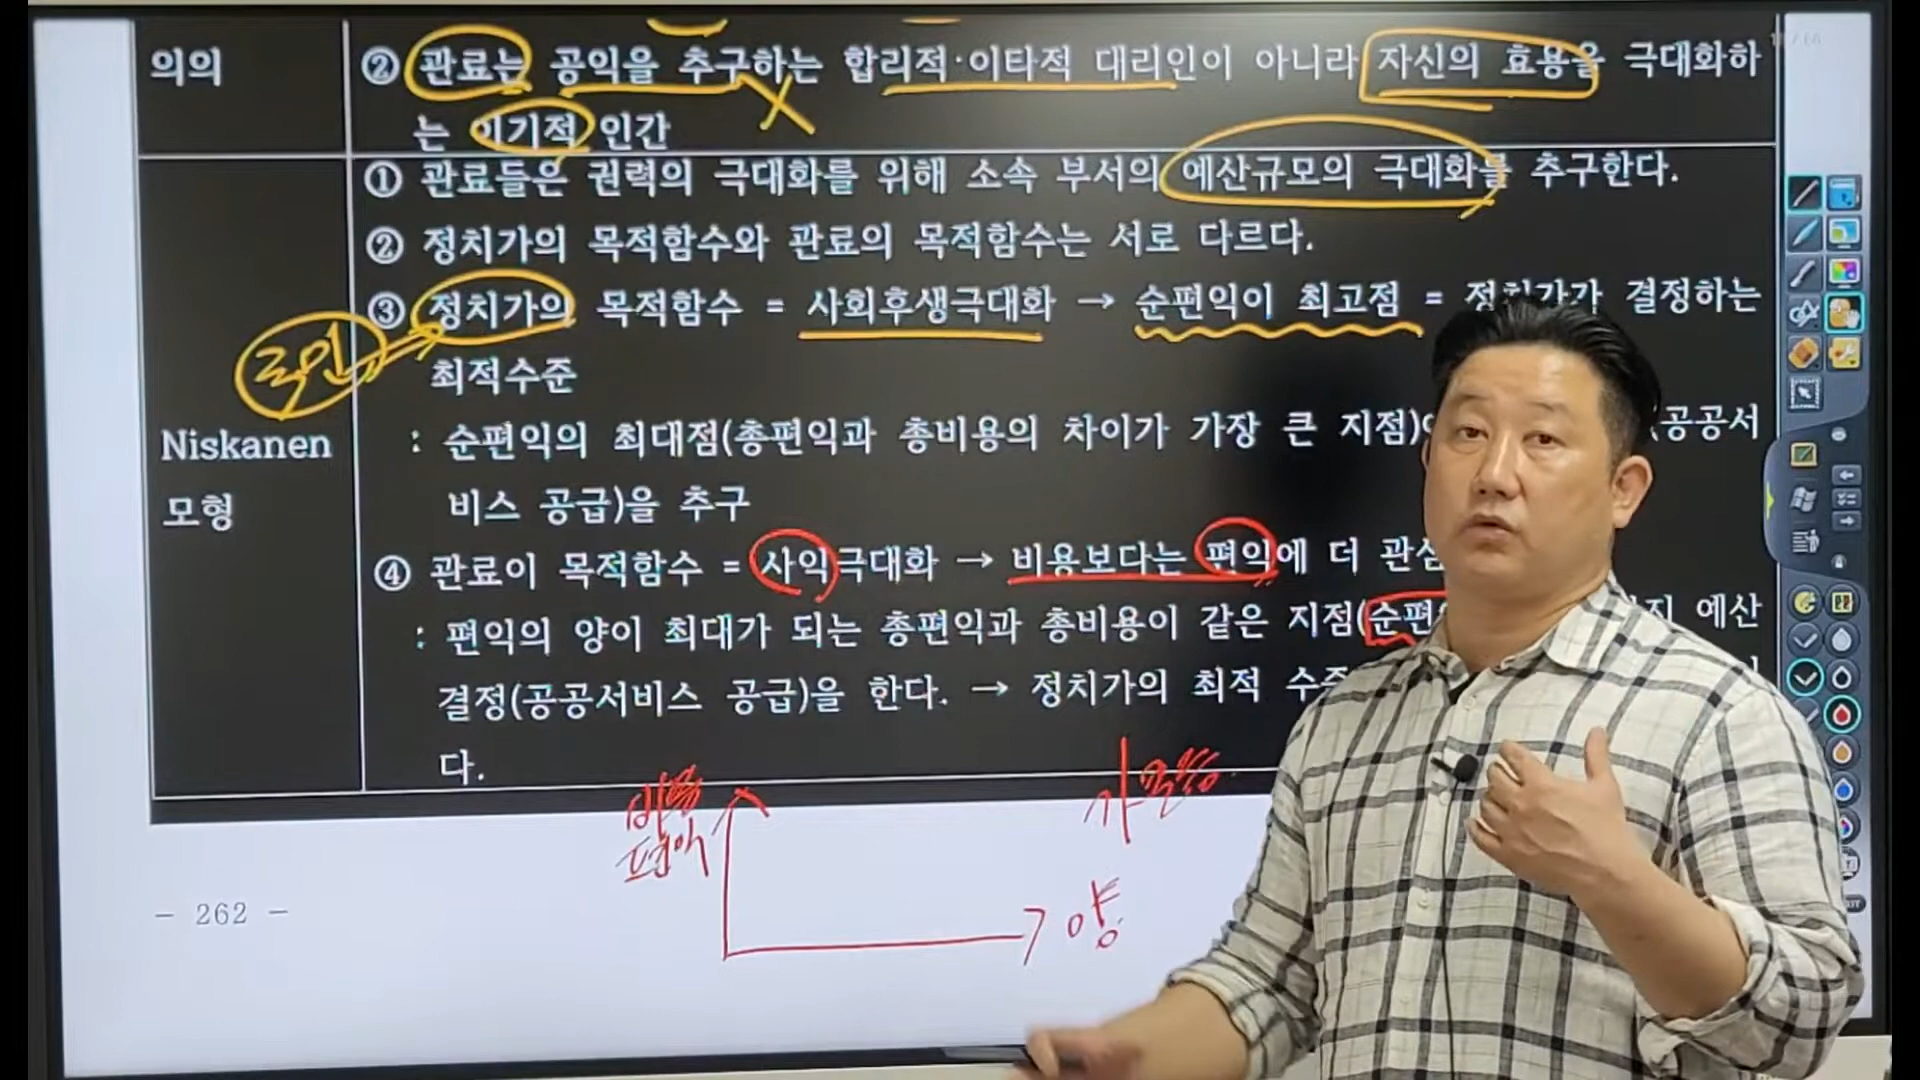 의의
② 관료는 공익을 추구하는 합리적·이타적 대리인이 아니라 자신의 효용을 극대화하
는 이기적 인간
① 관료들은 권력의 극대화를 위해 소속 부서의 예산규모의 극대화를 추구한다.
② 정치가의 목적함수와 관료의 목적함수는 서로 다르다.
③ 정치가의 목적함수 = 사회후생극대화 → 순편익이 최고점 = 정치가가 결정하는
최적수준
: 순편익의 최대점(총편익과 총비용의 차이가 가장 큰 지점) (공공서
비스 공급)을 추구
Niskanen
모형
④ 관료이 목적함수 = 사익극대화 → 비용보다는 편익에 더 관심
: 편익의 양이 최대가 되는 총편익과 총비용이 같은 지점(순편 예산
결정(공공서비스 공급)을 한다. → 정치가의 최적 수준
다.
비용
편익
양
- 262 -